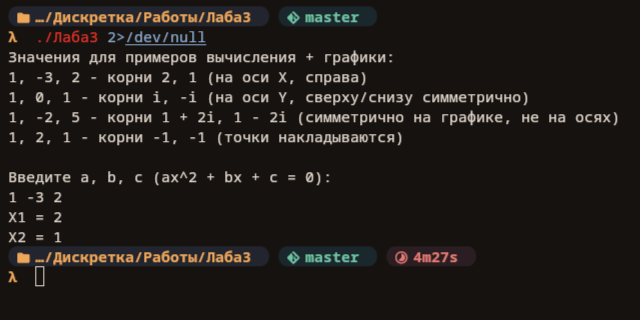 …/Дискретка/Работы/Лаба3 master
λ ./Лаба3 2>/dev/null
Значения для примеров вычисления + графики:
1, -3, 2 - корни 2, 1 (на оси X, справа)
1, 0, 1 - корни i, -i (на оси Y, сверху/снизу симметрично)
1, -2, 5 - корни 1 + 2i, 1 - 2i (симметрично на графике, не на осях)
1, 2, 1 - корни -1, -1 (точки накладываются)
Введите a, b, c (ax^2 + bx + c = 0):
1 -3 2
X1 = 2
X2 = 1
…/Дискретка/Работы/Лаба3 master 4m27s
λ